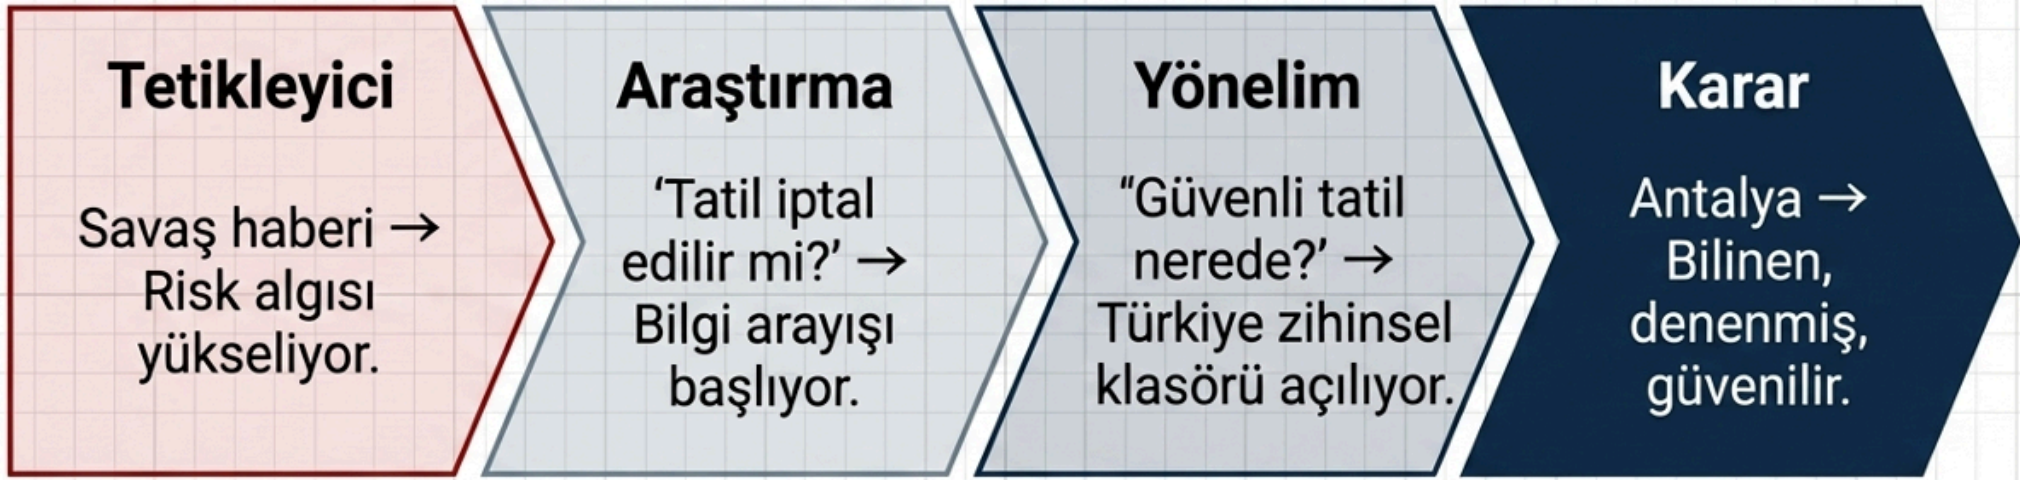 Tetikleyici
Savaş haberi →
Risk algısı
yükseliyor.
Araştırma
‘Tatil iptal
edilir mi?’ →
Bilgi arayışı
başlıyor.
Yönelim
“Güvenli tatil
nerede?’ →
Türkiye zihinsel
klasörü açılıyor.
Karar
Antalya →
Bilinen,
denenmiş,
güvenilir.